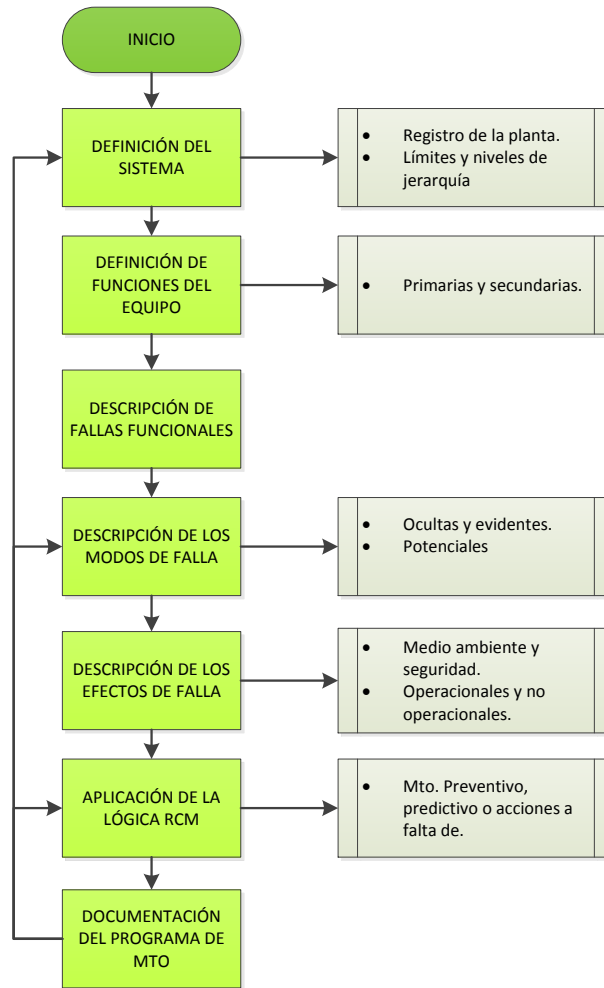 INICIO
DEFINICIÓN DEL
SISTEMA
• Registro de la planta.
• Límites y niveles de
jerarquía
DEFINICIÓN DE
FUNCIONES DEL
EQUIPO
• Primarias y secundarias.
DESCRIPCIÓN DE
FALLAS FUNCIONALES
DESCRIPCIÓN DE LOS
MODOS DE FALLA
• Ocultas y evidentes.
• Potenciales
DESCRIPCIÓN DE LOS
EFECTOS DE FALLA
• Medio ambiente y
seguridad.
• Operacionales y no
operacionales.
APLICACIÓN DE LA
LÓGICA RCM
• Mto. Preventivo,
predictivo o acciones a
falta de.
DOCUMENTACIÓN
DEL PROGRAMA DE
MTO